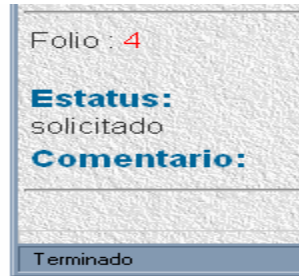 Folio : 4
Estatus:
solicitado
Comentario:
Terminado